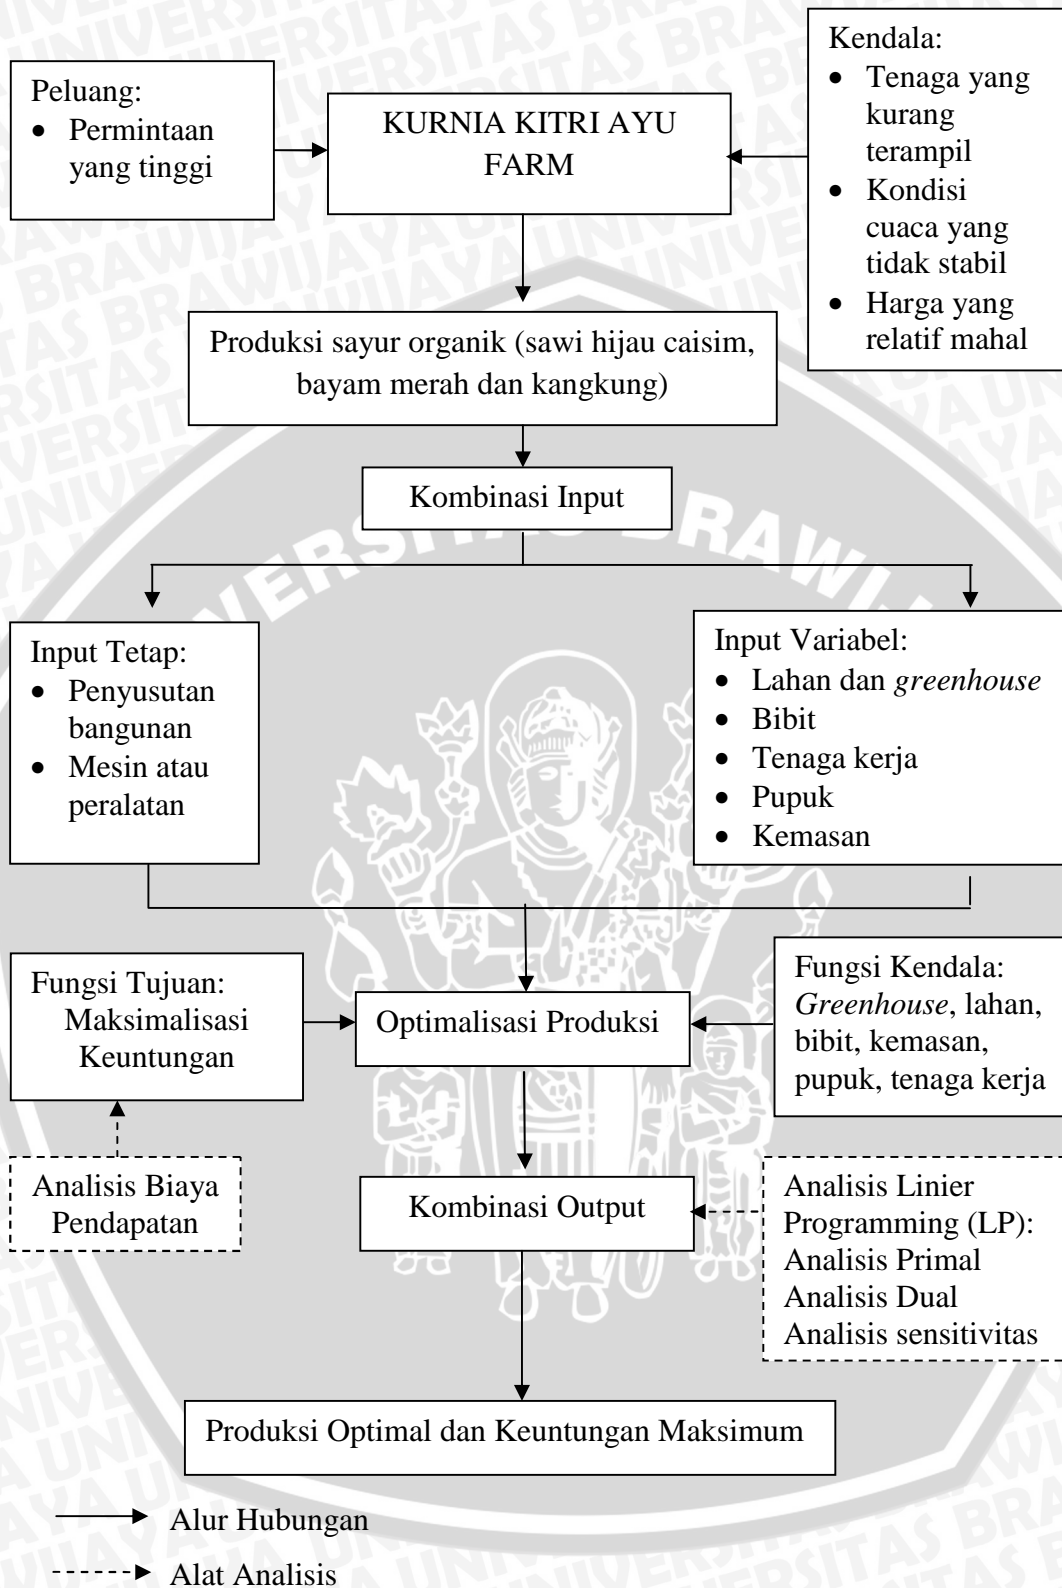 Peluang:
• Permintaan
yang tinggi
KURNIA KITRI AYU
FARM
Kendala:
• Tenaga yang
kurang
terampil
• Kondisi
cuaca yang
tidak stabil
• Harga yang
relatif mahal
Produksi sayur organik (sawi hijau caisim,
bayam merah dan kangkung)
Kombinasi Input
Input Tetap:
• Penyusutan
bangunan
• Mesin atau
peralatan
Input Variabel:
• Lahan dan greenhouse
• Bibit
• Tenaga kerja
• Pupuk
• Kemasan
Fungsi Tujuan:
Maksimalisasi
Keuntungan
Optimalisasi Produksi
Fungsi Kendala:
Greenhouse, lahan,
bibit, kemasan,
pupuk, tenaga kerja
Analisis Biaya
Pendapatan
Kombinasi Output
Analisis Linier
Programming (LP):
Analisis Primal
Analisis Dual
Analisis sensitivitas
Produksi Optimal dan Keuntungan Maksimum
Alur Hubungan
Alat Analisis